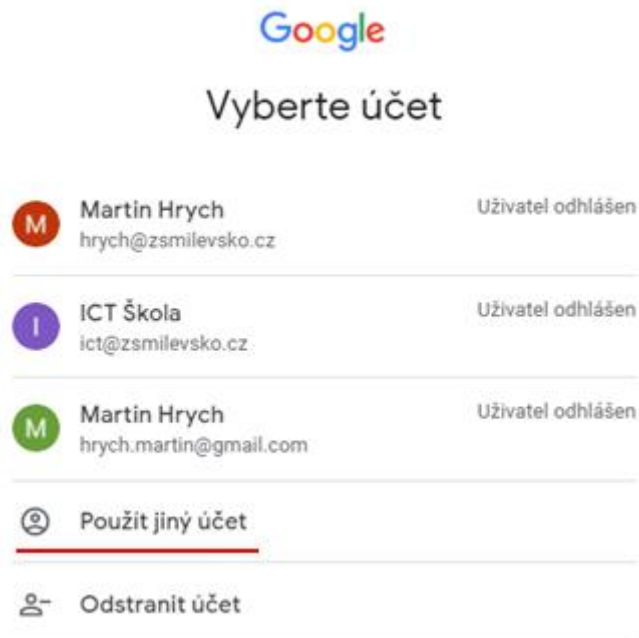 Google
Vyberte účet
M
Martin Hrych
Uživatel odhlášen
hrych@zsmilevsko.cz
I
ICT Škola
Uživatel odhlášen
ict@zsmilevsko.cz
M
Martin Hrych
Uživatel odhlášen
hrych.martin@gmail.com
Použít jiný účet
Odstranit účet